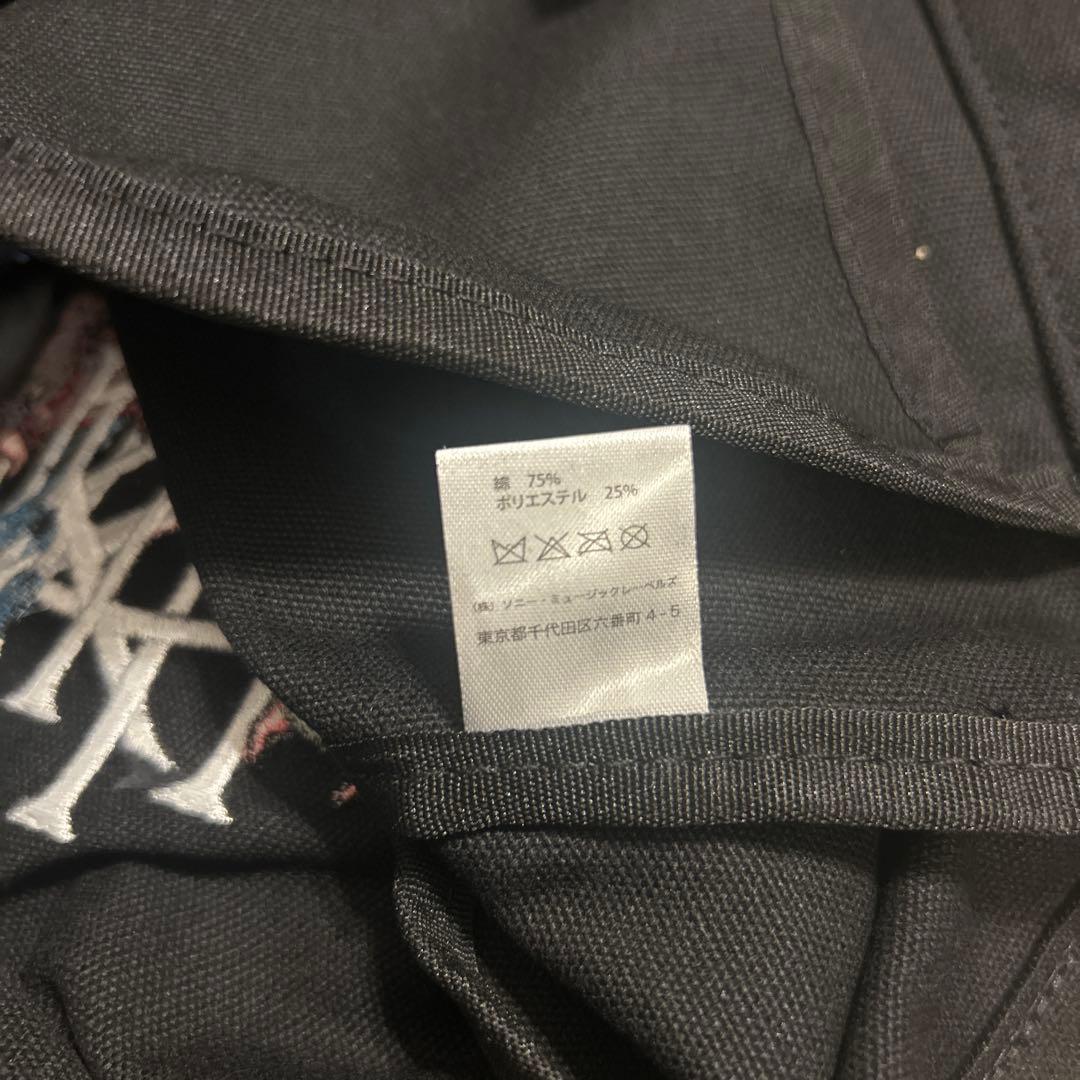 綿　75%
ポリエステル　25%
（株）ソニー・ミュージックレーベルズ
東京都千代田区六番町 4 - 5